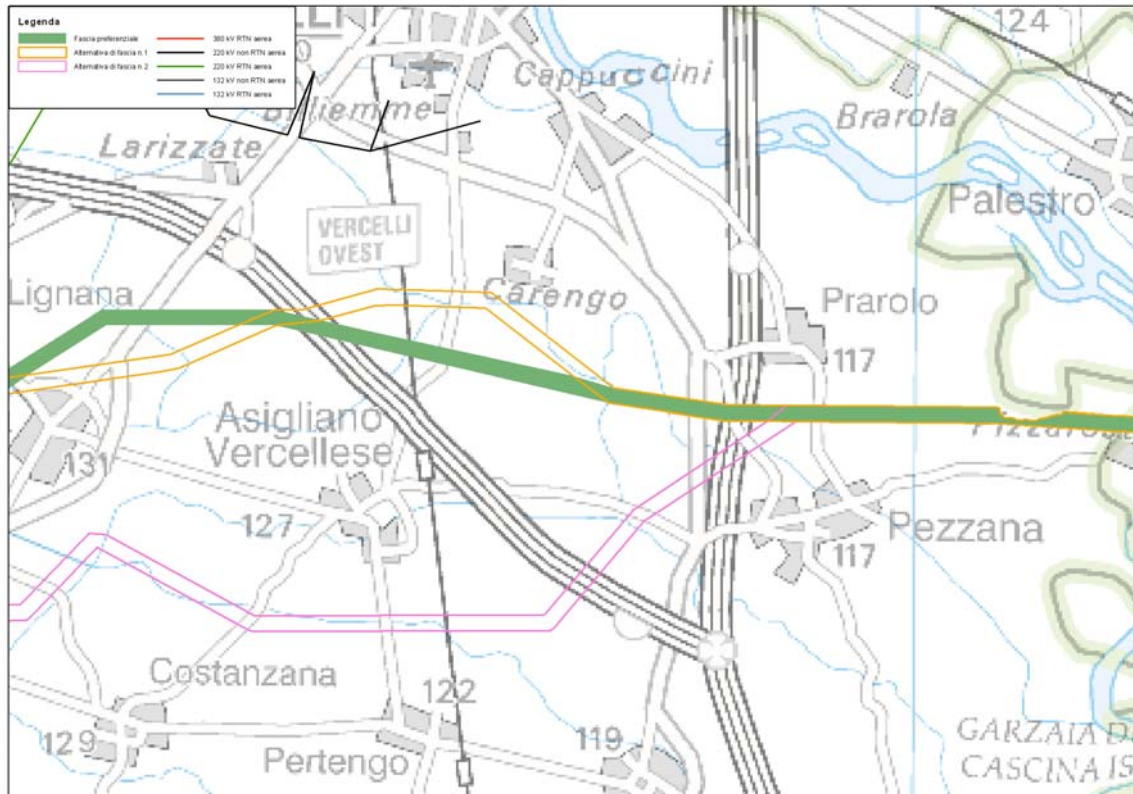 Legenda
Fascia preferenziale
Alternativa di fascia n.1
Alternativa di fascia n.2
380 kV RTN aerea
220 kV non RTN aerea
220 kV RTN aerea
132 kV non RTN aerea
132 kV RTN aerea
124
Cappuccini
Billiemme
Brarola
Larizzate
Palestro
VERCELLI
OVEST
Lignana
Carengo
Prarolo
117
Asigliano
Vercellese
131
127
Pezzana
117
Costanzana
122
129
Pertengo
119
GARZAIA D
CASCINA IS